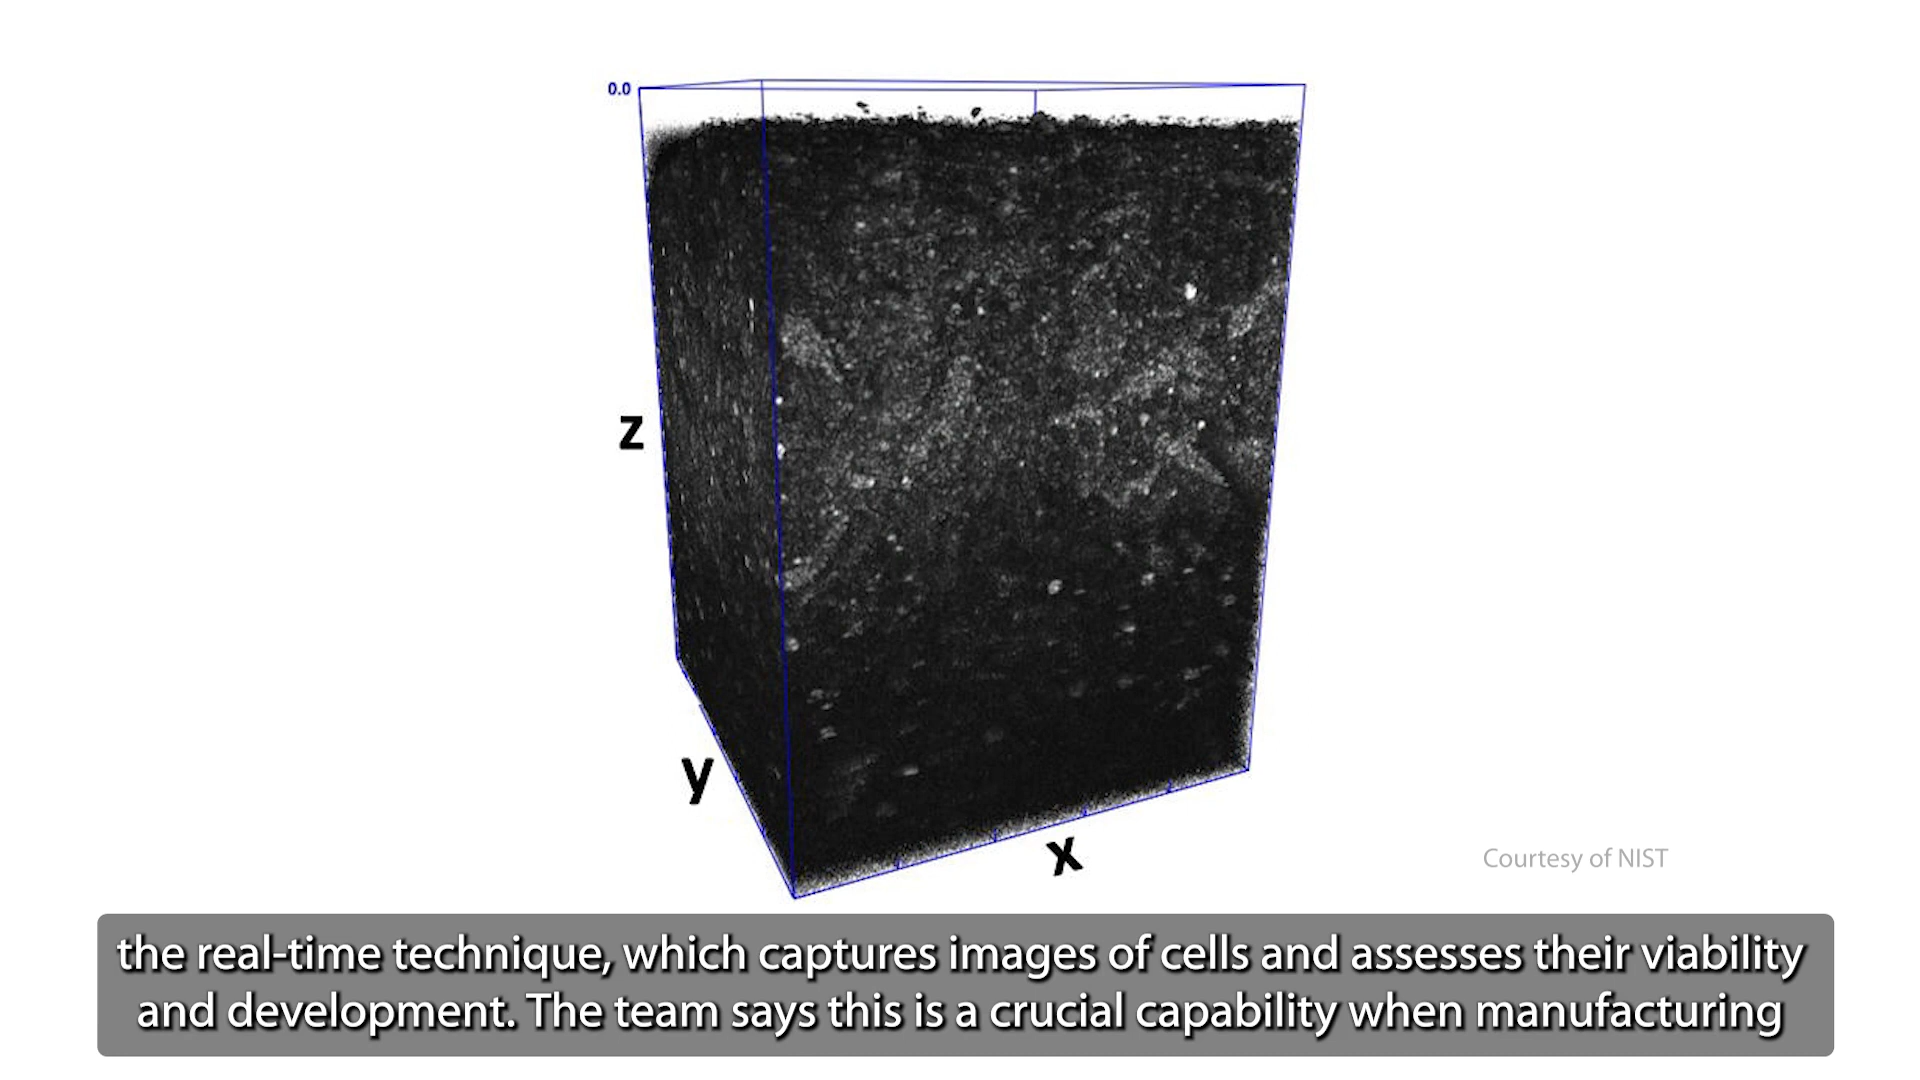 0.0
z
y
x
Courtesy of NIST
the real-time technique, which captures images of cells and assesses their viability
and development. The team says this is a crucial capability when manufacturing